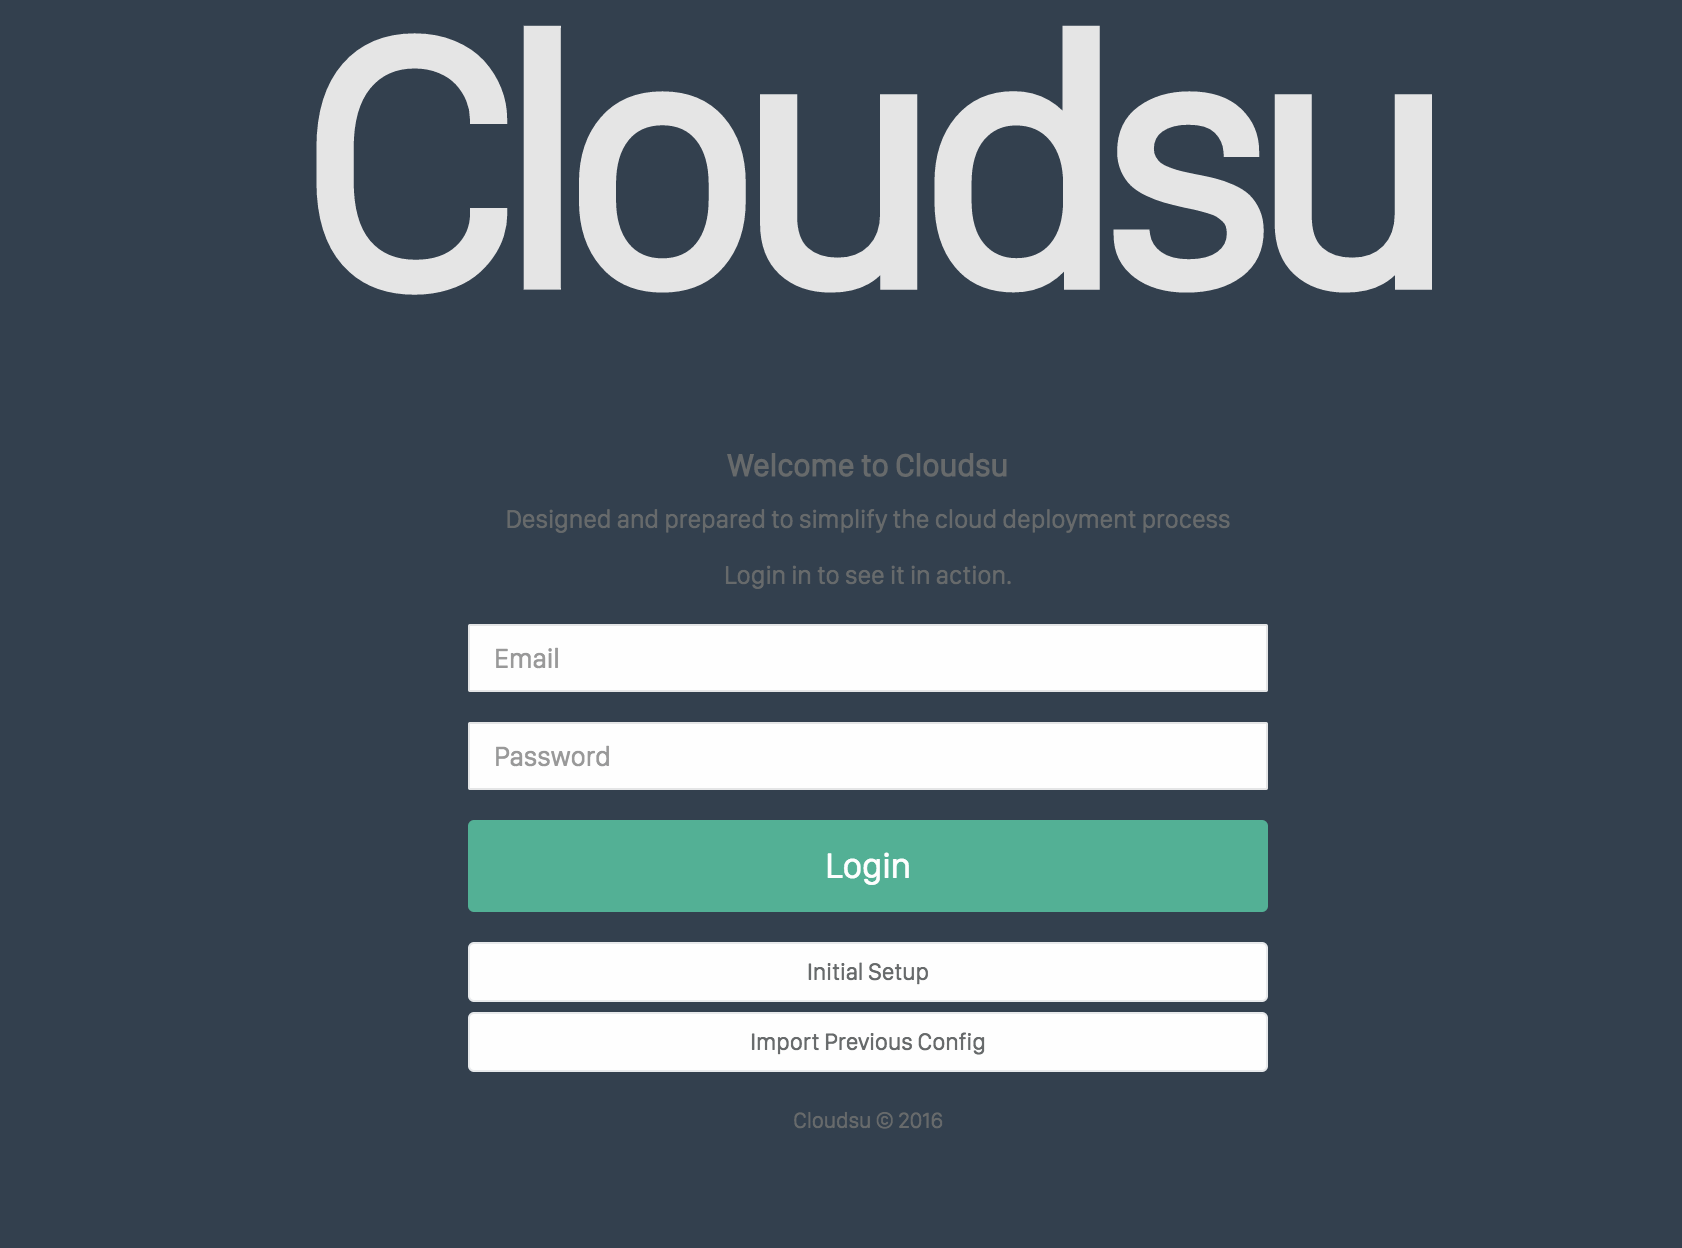 Cloudsu
Welcome to Cloudsu
Designed and prepared to simplify the cloud deployment process
Login in to see it in action.
Email
Password
Login
Initial Setup
Import Previous Config
Cloudsu © 2016